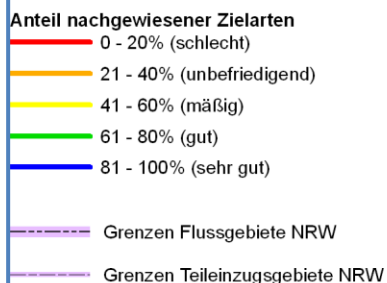 Anteil nachgewiesener Zielarten
0 - 20% (schlecht)
21 - 40% (unbefriedigend)
41 - 60% (mäßig)
61 - 80% (gut)
81 - 100% (sehr gut)
Grenzen Flussgebiete NRW
Grenzen Teileinzugsgebiete NRW